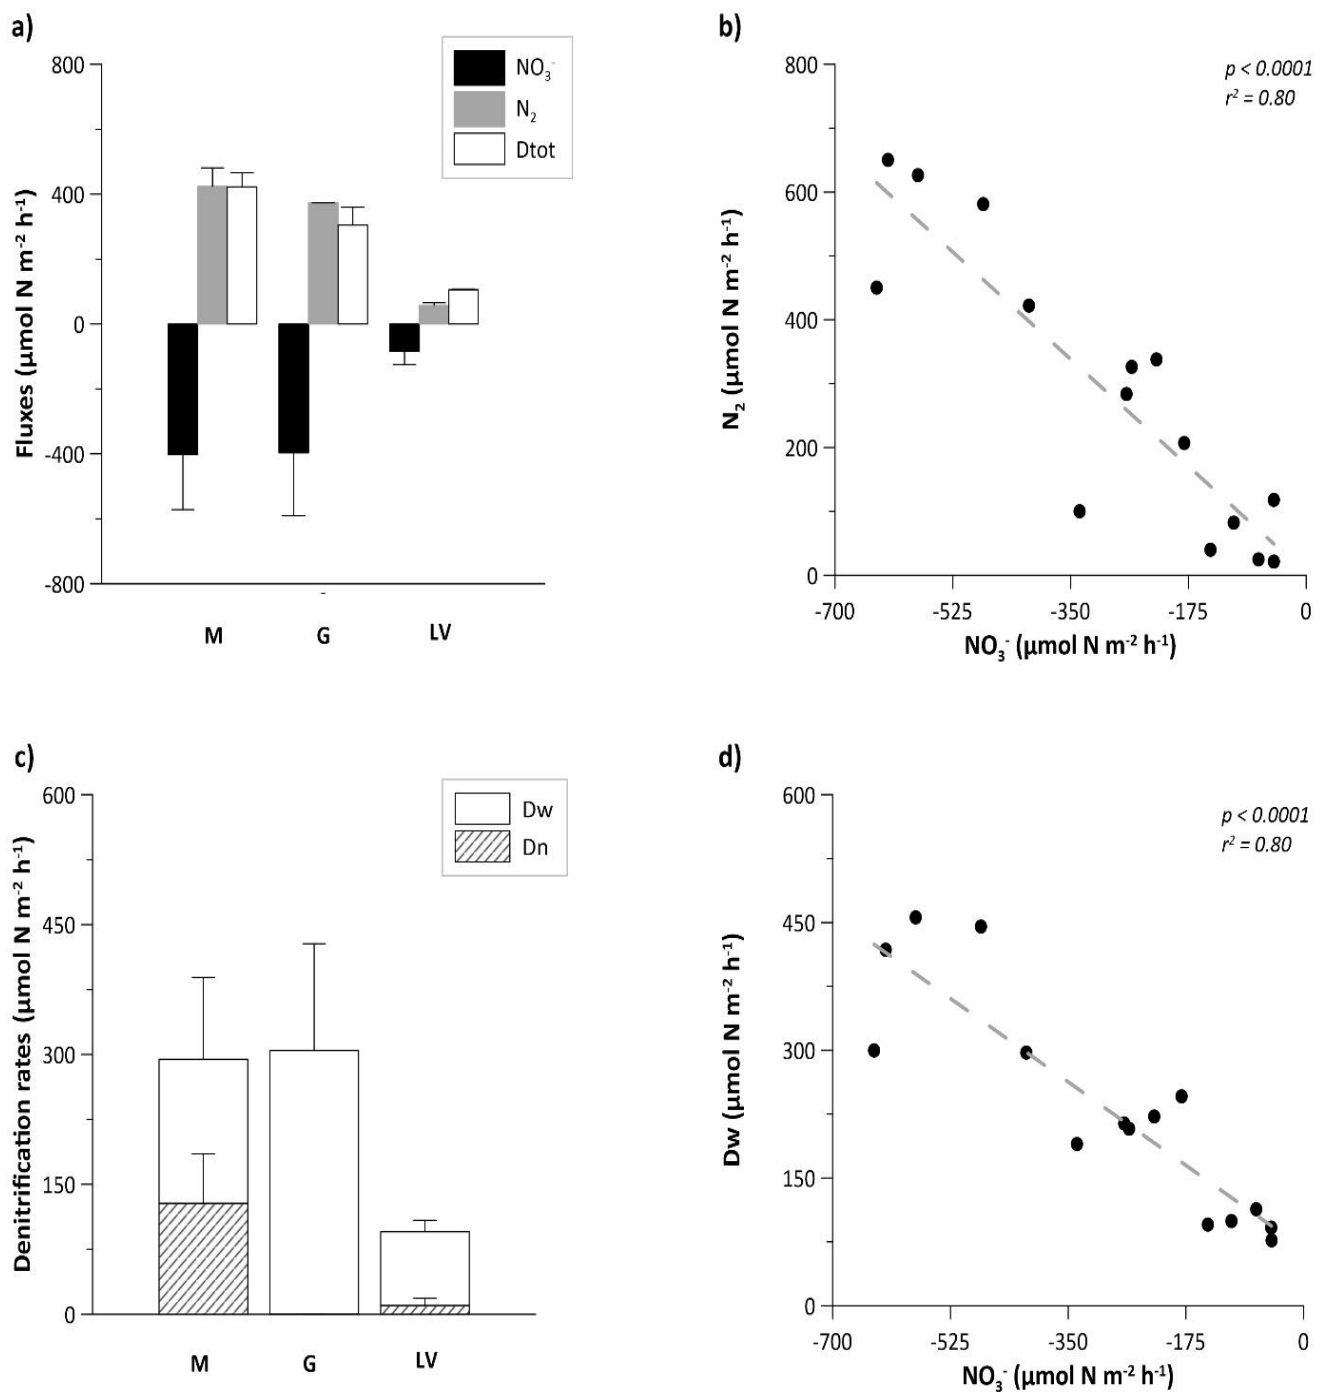 a)
800
400
0
-400
-800
Fluxes (µmol N m⁻² h⁻¹)
NO₃⁻
N₂
Dtot
M
G
LV
b)
p < 0.0001
r² = 0.80
800
600
400
200
0
N₂ (µmol N m⁻² h⁻¹)
-700
-525
-350
-175
0
NO₃⁻ (µmol N m⁻² h⁻¹)
c)
600
450
300
150
0
Denitrification rates (µmol N m⁻² h⁻¹)
Dw
Dn
M
G
LV
d)
p < 0.0001
r² = 0.80
600
450
300
150
0
Dw (µmol N m⁻² h⁻¹)
-700
-525
-350
-175
0
NO₃⁻ (µmol N m⁻² h⁻¹)